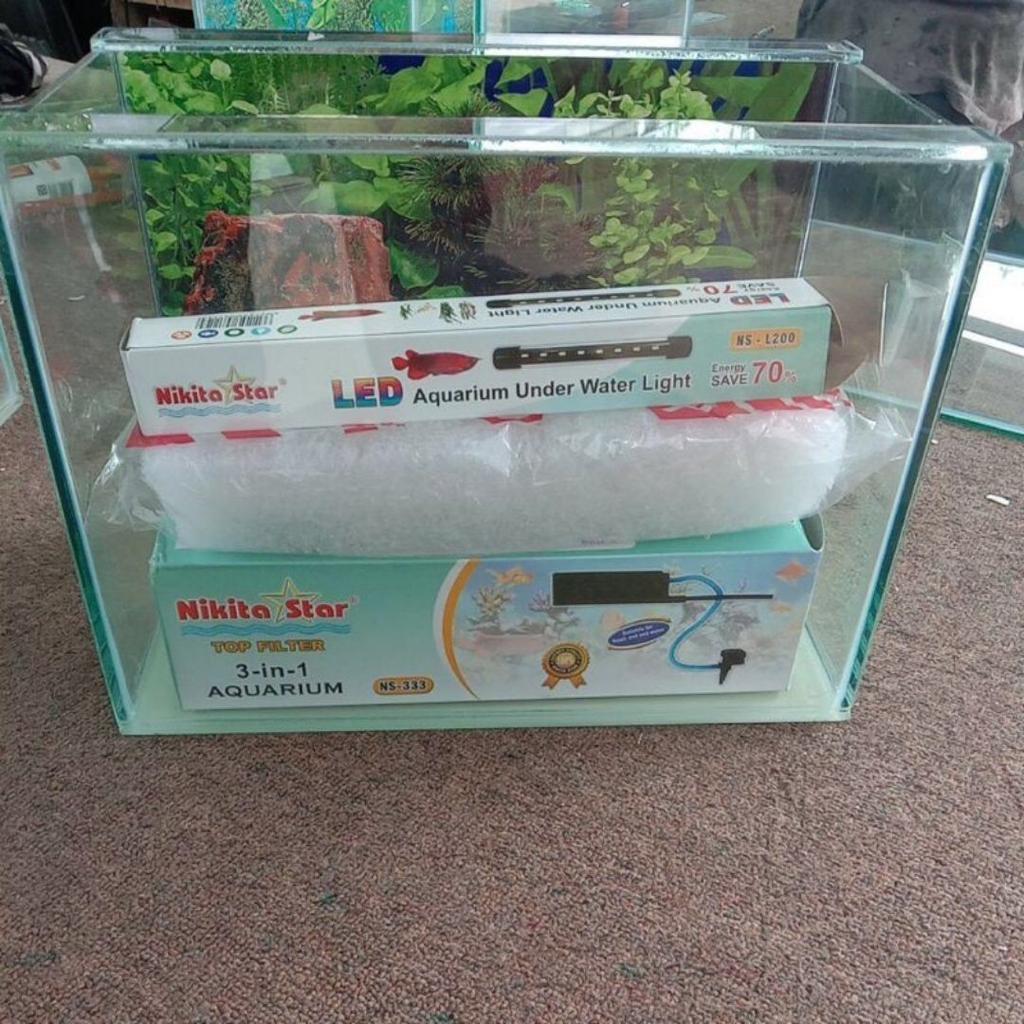 LED Aquarium Under Water Light
Energy
SAVE 70%
Nikita Star®
LED Aquarium Under Water Light
NS - L200
Energy
SAVE 70%
Nikita Star®
TOP FILTER
3-in-1
AQUARIUM
NS-333